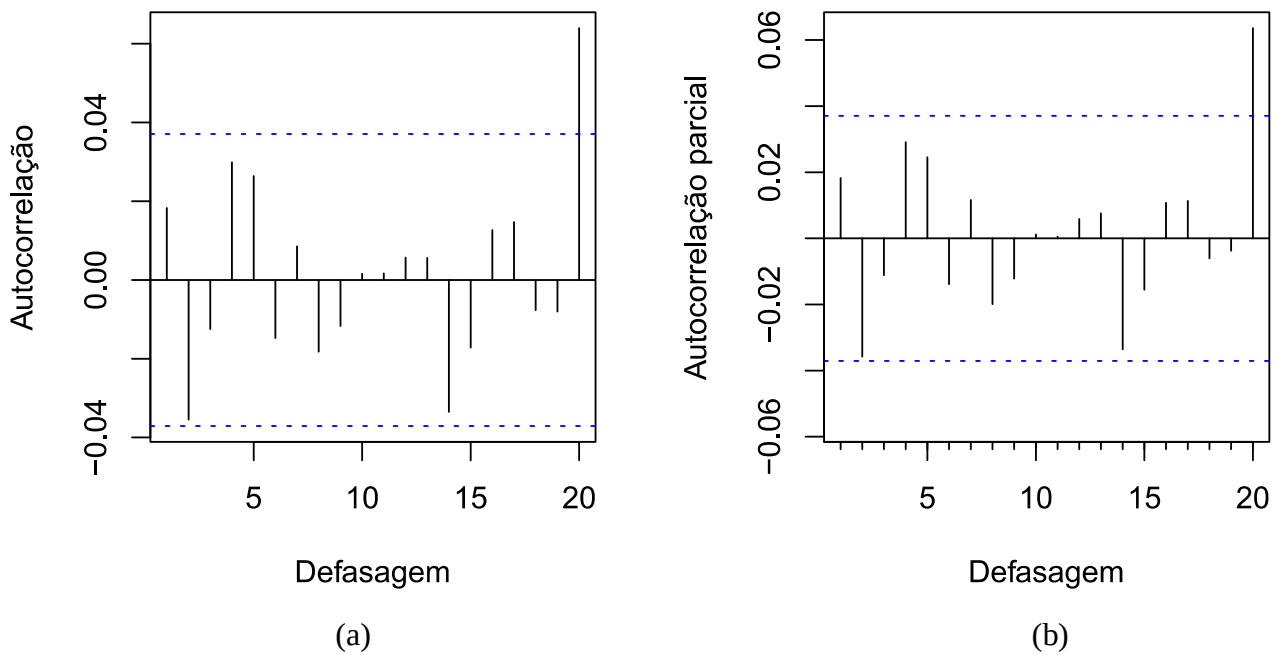 Autocorrelação
0.04
0.00
−0.04
5 10 15 20
Defasagem
(a)
Autocorrelação parcial
0.06
0.02
−0.02
−0.06
5 10 15 20
Defasagem
(b)